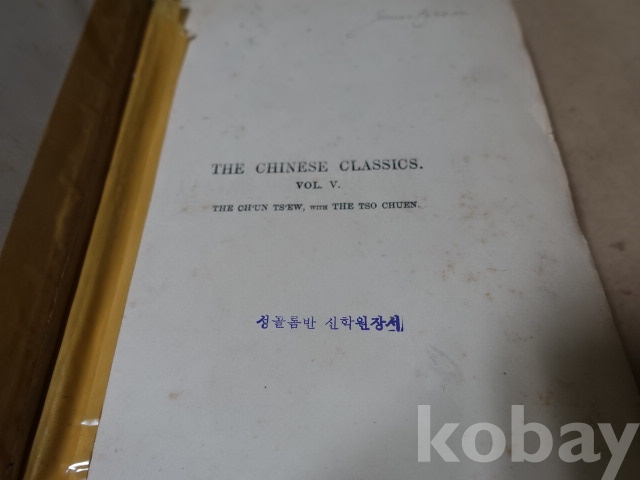 THE CHINESE CLASSICS.
VOL. V.
THE CH'UN TS'EW, WITH THE TSO CHUEN.
성골롬반 신학원장서
kobay